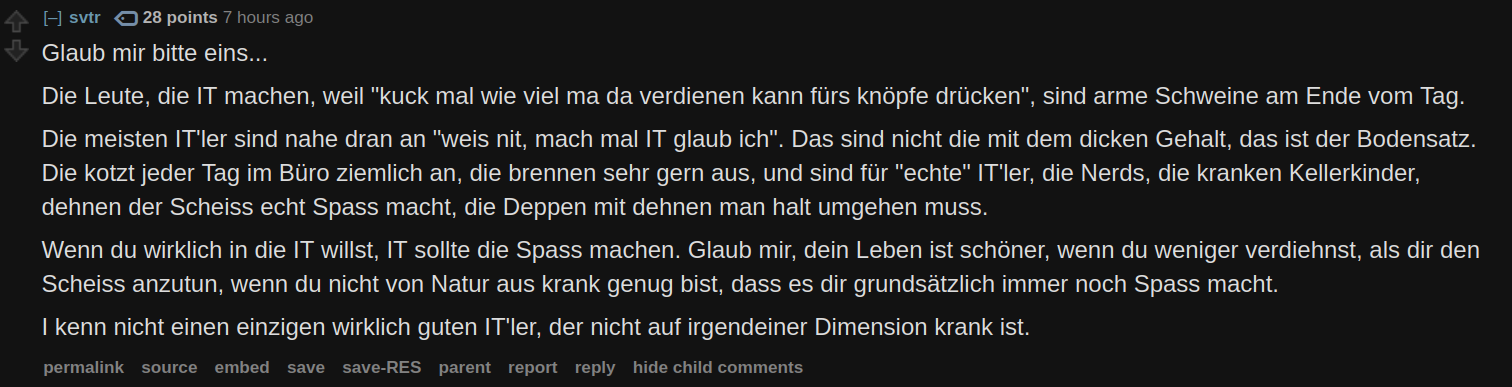 [–] svtr 28 points 7 hours ago
Glaub mir bitte eins...
Die Leute, die IT machen, weil "kuck mal wie viel ma da verdienen kann fürs knöpfe drücken", sind arme Schweine am Ende vom Tag.
Die meisten IT'ler sind nahe dran an "weis nit, mach mal IT glaub ich". Das sind nicht die mit dem dicken Gehalt, das ist der Bodensatz.
Die kotzt jeder Tag im Büro ziemlich an, die brennen sehr gern aus, und sind für "echte" IT'ler, die Nerds, die kranken Kellerkinder,
dehnen der Scheiss echt Spass macht, die Deppen mit dehnen man halt umgehen muss.
Wenn du wirklich in die IT willst, IT sollte die Spass machen. Glaub mir, dein Leben ist schöner, wenn du weniger verdiehnst, als dir den
Scheiss anzutun, wenn du nicht von Natur aus krank genug bist, dass es dir grundsätzlich immer noch Spass macht.
I kenn nicht einen einzigen wirklich guten IT'ler, der nicht auf irgendeiner Dimension krank ist.
permalink source embed save save-RES parent report reply hide child comments